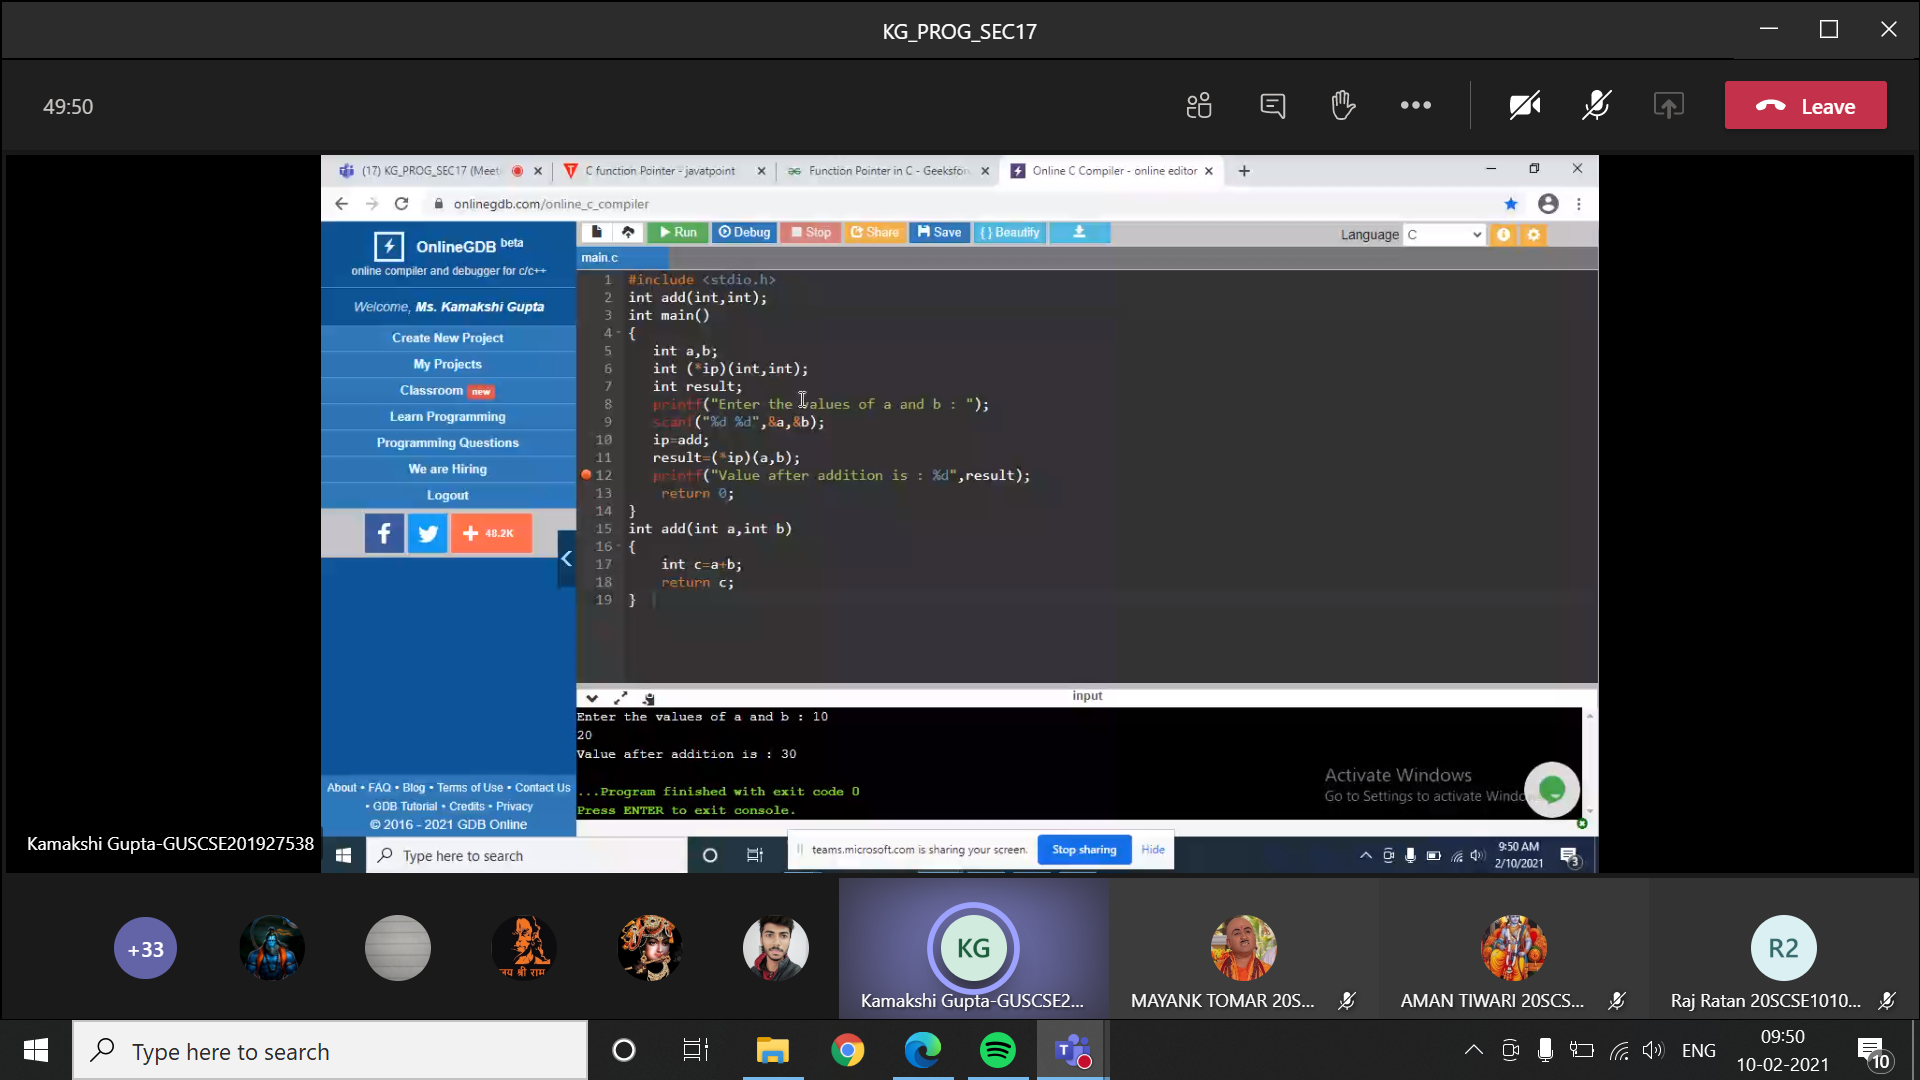 KG_PROG_SEC17
49:50
Leave
(17) KG_PROG_SEC17 (Meet
C function Pointer - javatpoint
Function Pointer in C - Geeksfor
Online C Compiler - online editor
onlinegdb.com/online_c_compiler
OnlineGDB beta
online compiler and debugger for c/c++
Welcome, Ms. Kamakshi Gupta
Create New Project
My Projects
Classroom new
Learn Programming
Programming Questions
We are Hiring
Logout
48.2K
About • FAQ • Blog • Terms of Use • Contact Us
• GDB Tutorial • Credits • Privacy
© 2016 - 2021 GDB Online
Run
Debug
Stop
Share
Save
{ } Beautify
Language C
main.c
1 #include <stdio.h>
2 int add(int,int);
3 int main()
4 {
5 int a,b;
6 int (*ip)(int,int);
7 int result;
8 printf("Enter the values of a and b : ");
9 scanf("%d %d",&a,&b);
10 ip=add;
11 result=(*ip)(a,b);
12 printf("Value after addition is : %d",result);
13 return 0;
14 }
15 int add(int a,int b)
16 {
17 int c=a+b;
18 return c;
19 }
input
Enter the values of a and b : 10
20
Value after addition is : 30
...Program finished with exit code 0
Press ENTER to exit console.
Activate Windows
Go to Settings to activate Windo
Kamakshi Gupta-GUSCSE201927538
Type here to search
teams.microsoft.com is sharing your screen.
Stop sharing
Hide
9:50 AM
2/10/2021
3
+33
जय श्री राम
KG
Kamakshi Gupta-GUSCSE2...
MAYANK TOMAR 20S...
AMAN TIWARI 20SCS...
R2
Raj Ratan 20SCSE1010...
Type here to search
ENG
09:50
10-02-2021
10